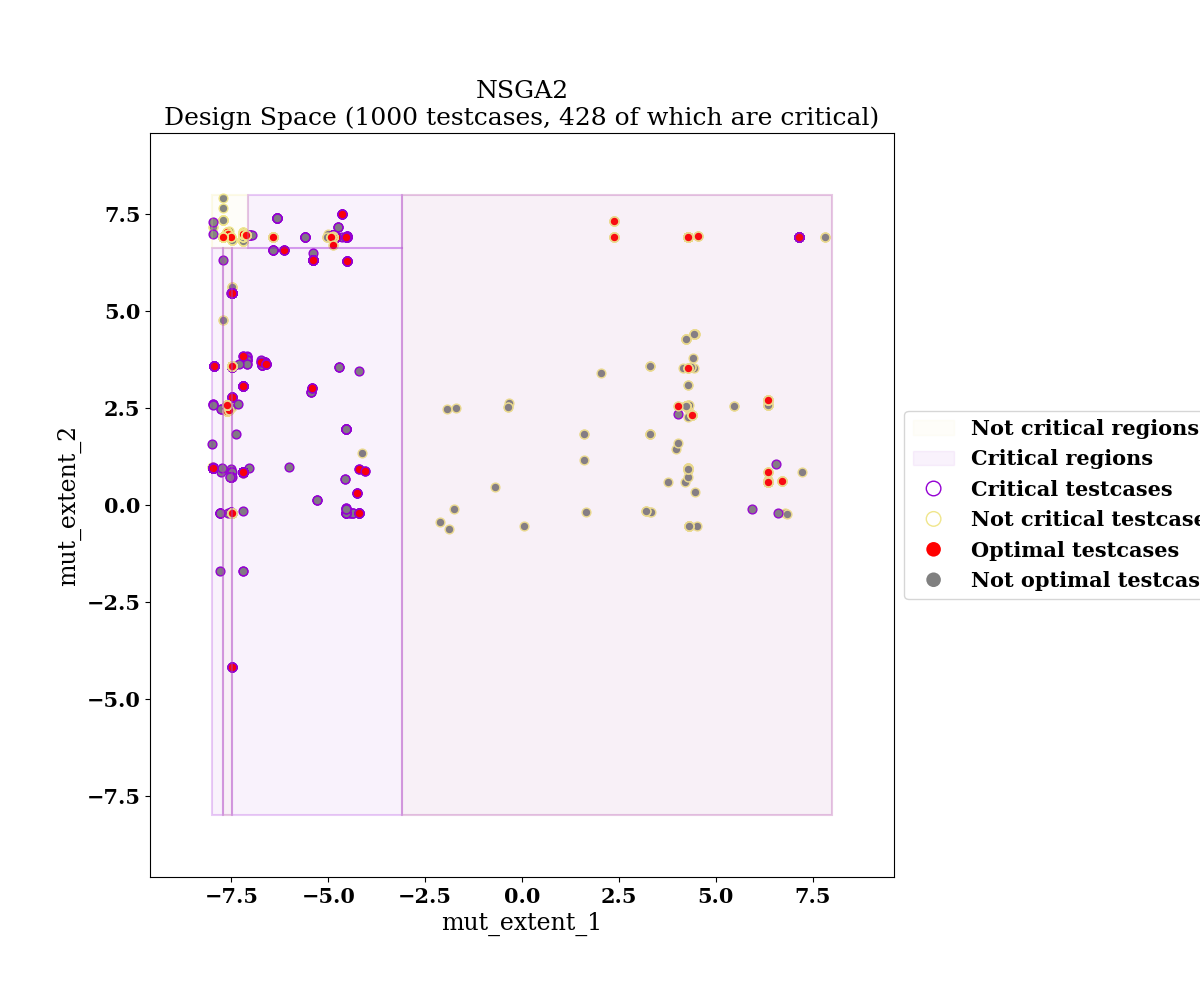 NSGA2
Design Space (1000 testcases, 428 of which are critical)
mut_extent_2
7.5
5.0
2.5
0.0
−2.5
−5.0
−7.5
−7.5
−5.0
−2.5
0.0
2.5
5.0
7.5
mut_extent_1
Not critical regions
Critical regions
Critical testcases
Not critical testcase
Optimal testcases
Not optimal testcas